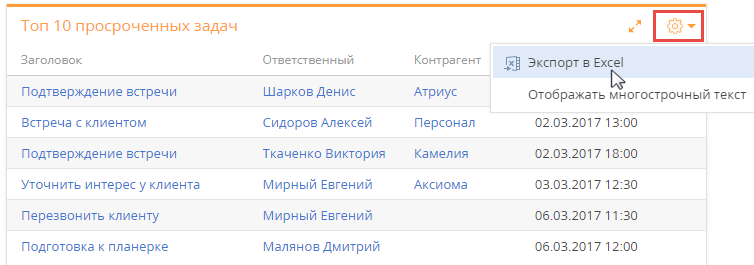 Топ 10 просроченных задач
Заголовок Ответственный Контрагент
Экспорт в Excel
Отображать многострочный текст
Подтверждение встречи Шарков Денис Атриус
Встреча с клиентом Сидоров Алексей Персонал 02.03.2017 13:00
Подтверждение встречи Ткаченко Виктория Камелия 02.03.2017 18:00
Уточнить интерес у клиента Мирный Евгений Аксиома 03.03.2017 12:30
Перезвонить клиенту Мирный Евгений 06.03.2017 11:30
Подготовка к планерке Малянов Дмитрий 06.03.2017 12:00